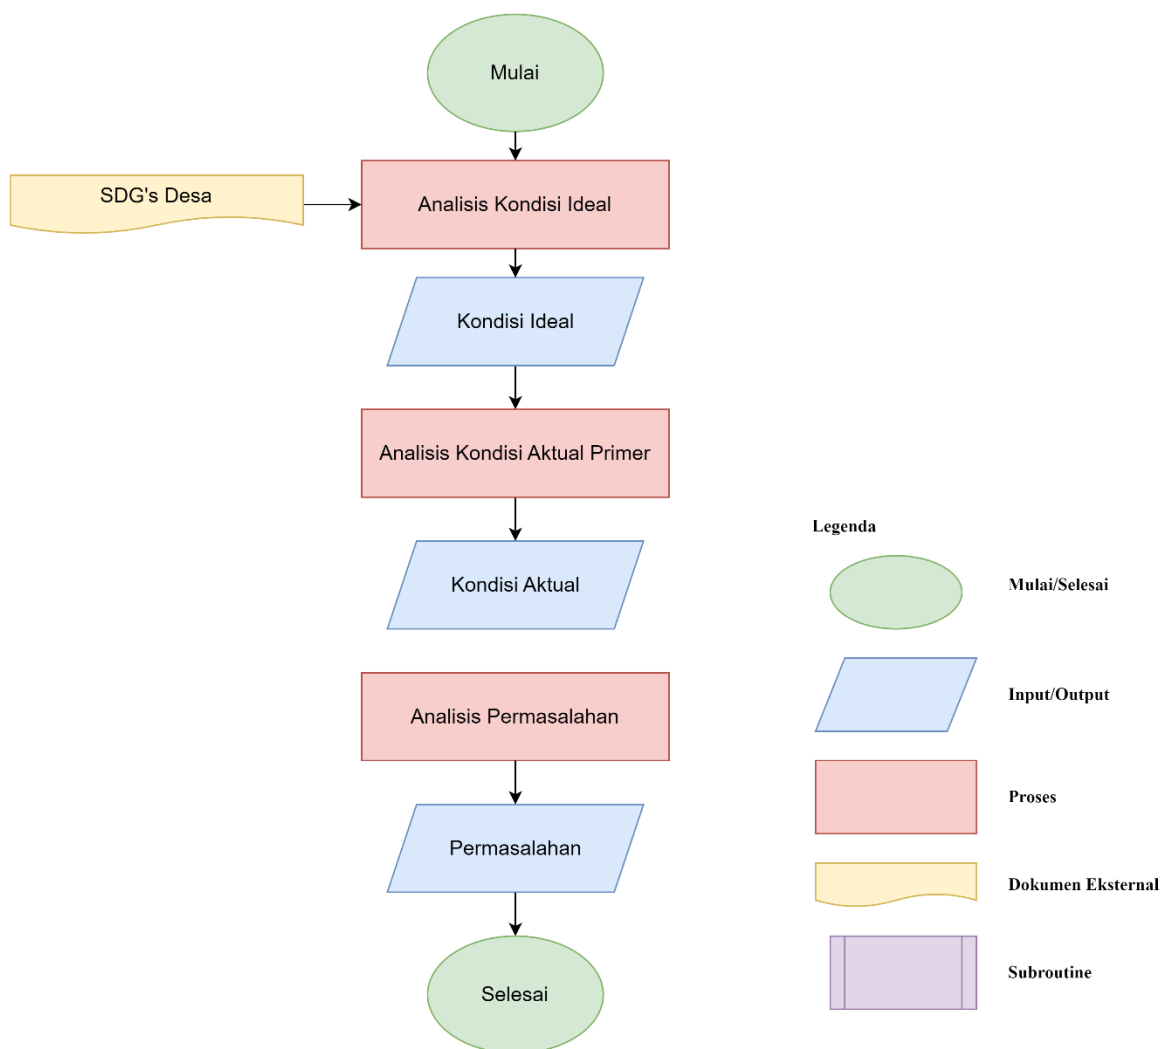 Mulai
SDG's Desa
Analisis Kondisi Ideal
Kondisi Ideal
Analisis Kondisi Aktual Primer
Kondisi Aktual
Analisis Permasalahan
Permasalahan
Selesai
Legenda
Mulai/Selesai
Input/Output
Proses
Dokumen Eksternal
Subroutine